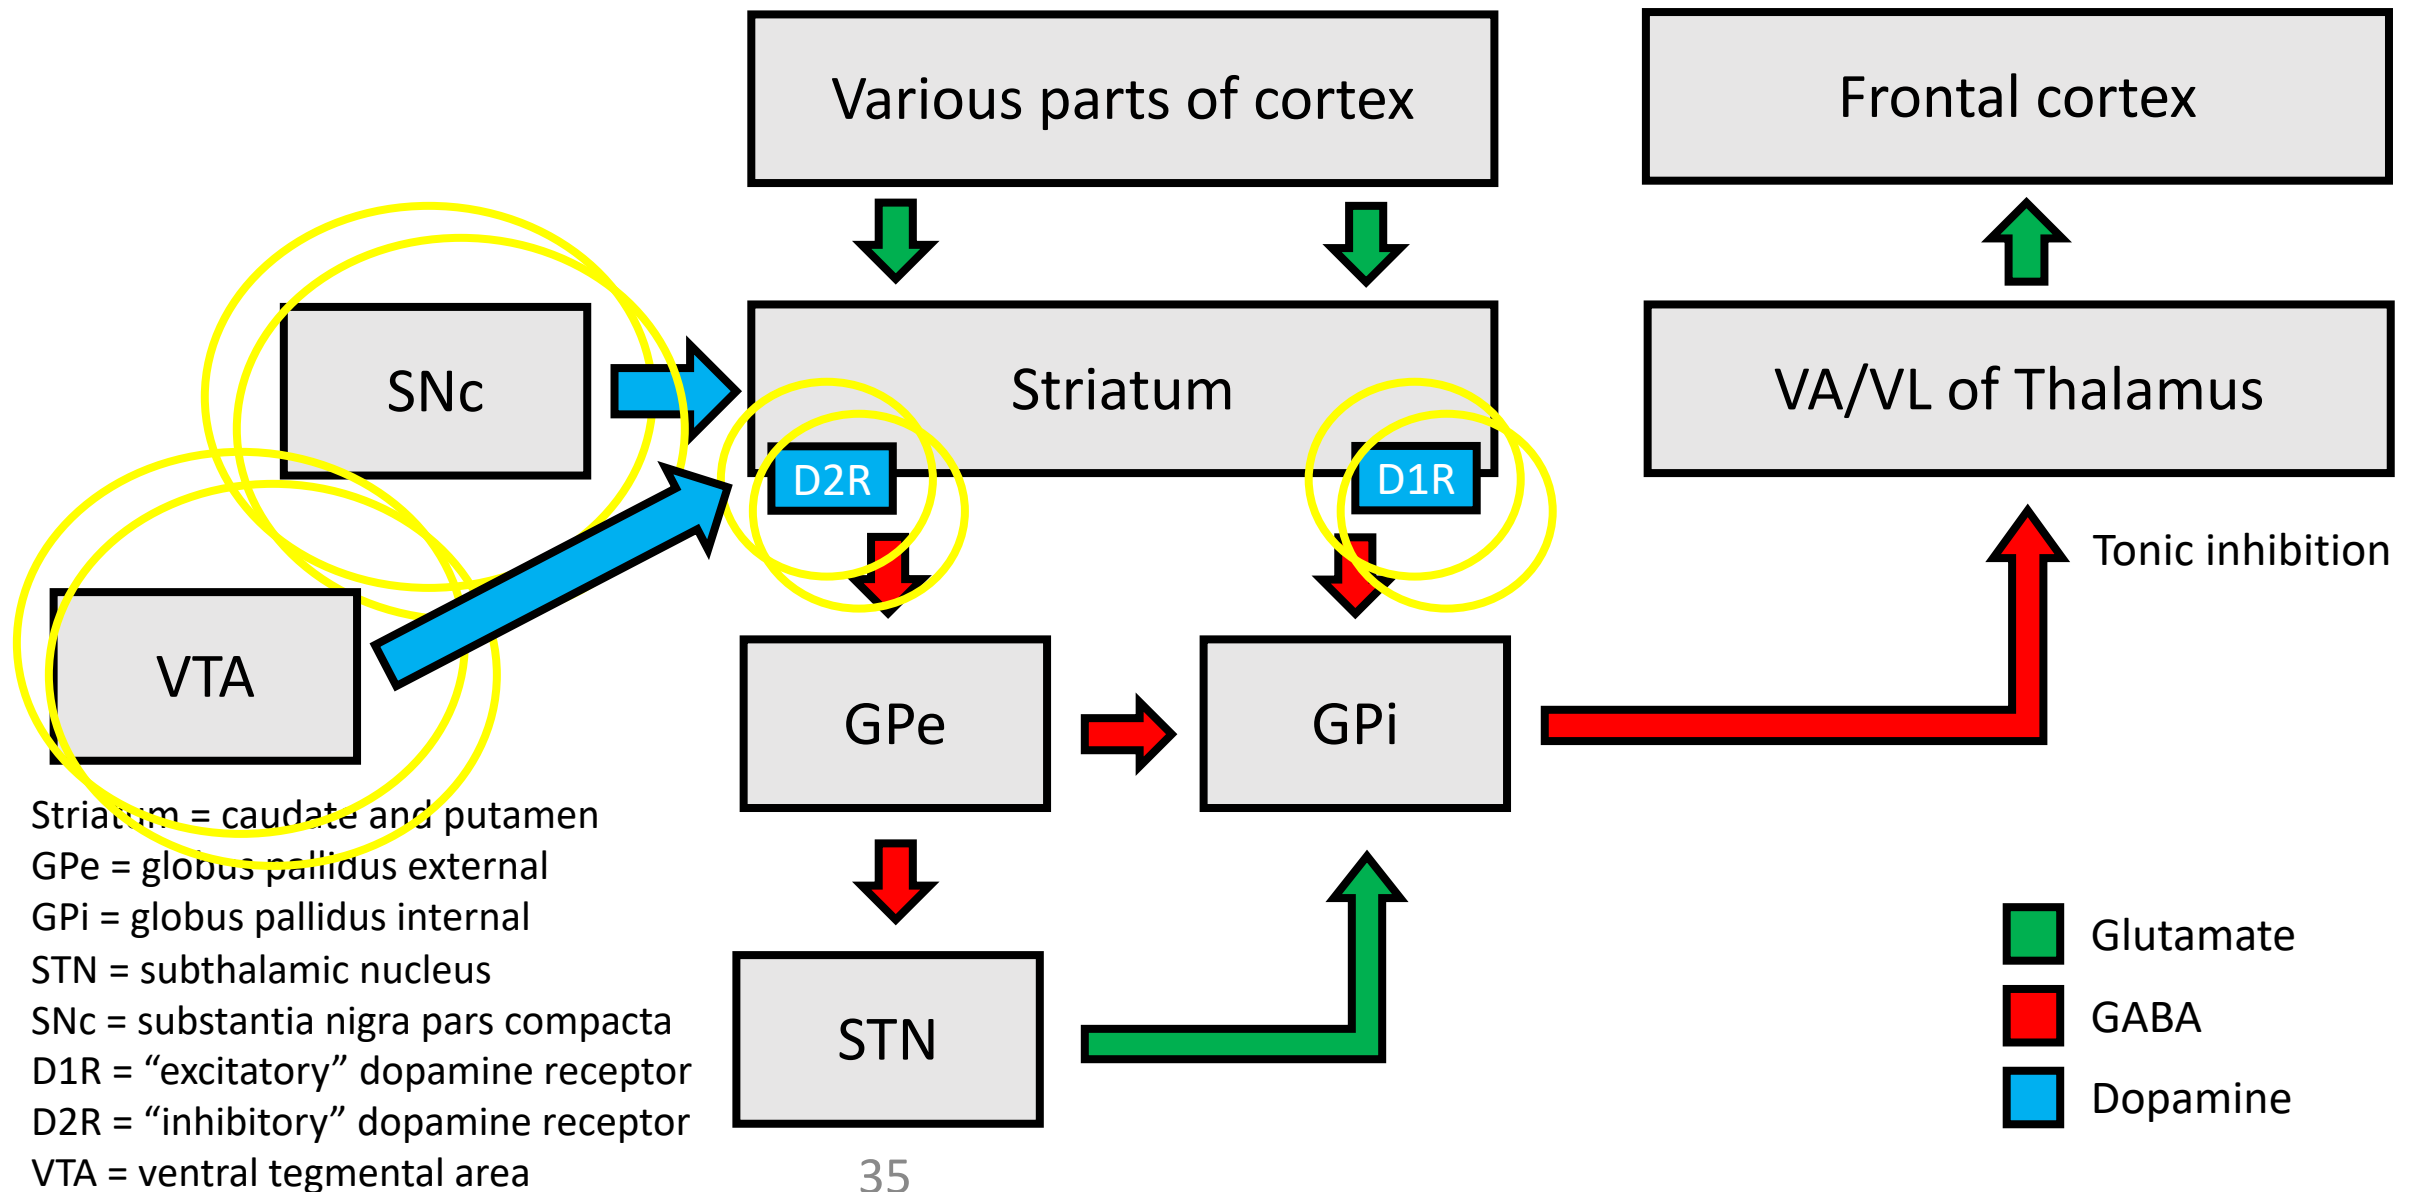 Various parts of cortex
Frontal cortex
SNc
Striatum
VA/VL of Thalamus
D2R
D1R
Tonic inhibition
VTA
GPe
GPi
STN
Striatum = caudate and putamen
GPe = globus pallidus external
GPi = globus pallidus internal
STN = subthalamic nucleus
SNc = substantia nigra pars compacta
D1R = “excitatory” dopamine receptor
D2R = “inhibitory” dopamine receptor
VTA = ventral tegmental area
Glutamate
GABA
Dopamine
35